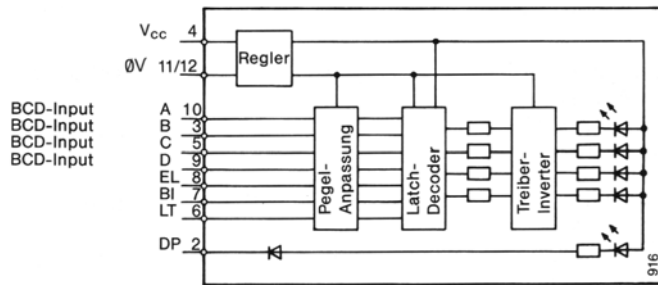 Vcc 4
ØV 11/12
Regler
BCD-Input A 10
BCD-Input B 3
BCD-Input C 5
BCD-Input D 9
EL 8
BI 7
LT 6
DP 2
Pegel-
Anpassung
Latch-
Decoder
Treiber-
Inverter
916